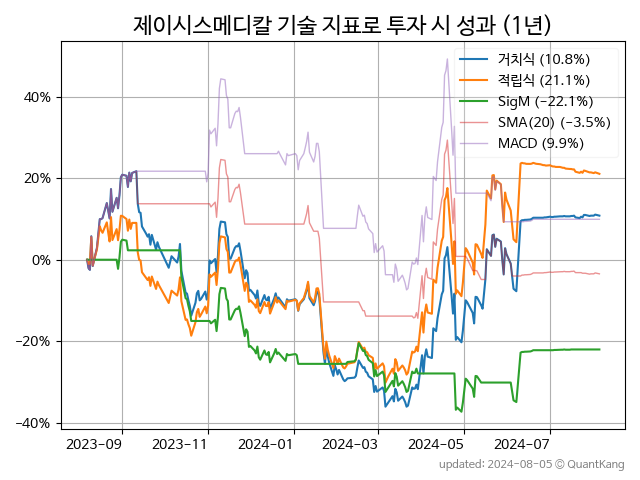 제이시스메디칼 기술 지표로 투자 시 성과 (1년)
거치식 (10.8%)
적립식 (21.1%)
SigM (−22.1%)
SMA(20) (−3.5%)
MACD (9.9%)
40%
20%
0%
−20%
−40%
2023-09 2023-11 2024-01 2024-03 2024-05 2024-07
updated: 2024-08-05 © QuantKang